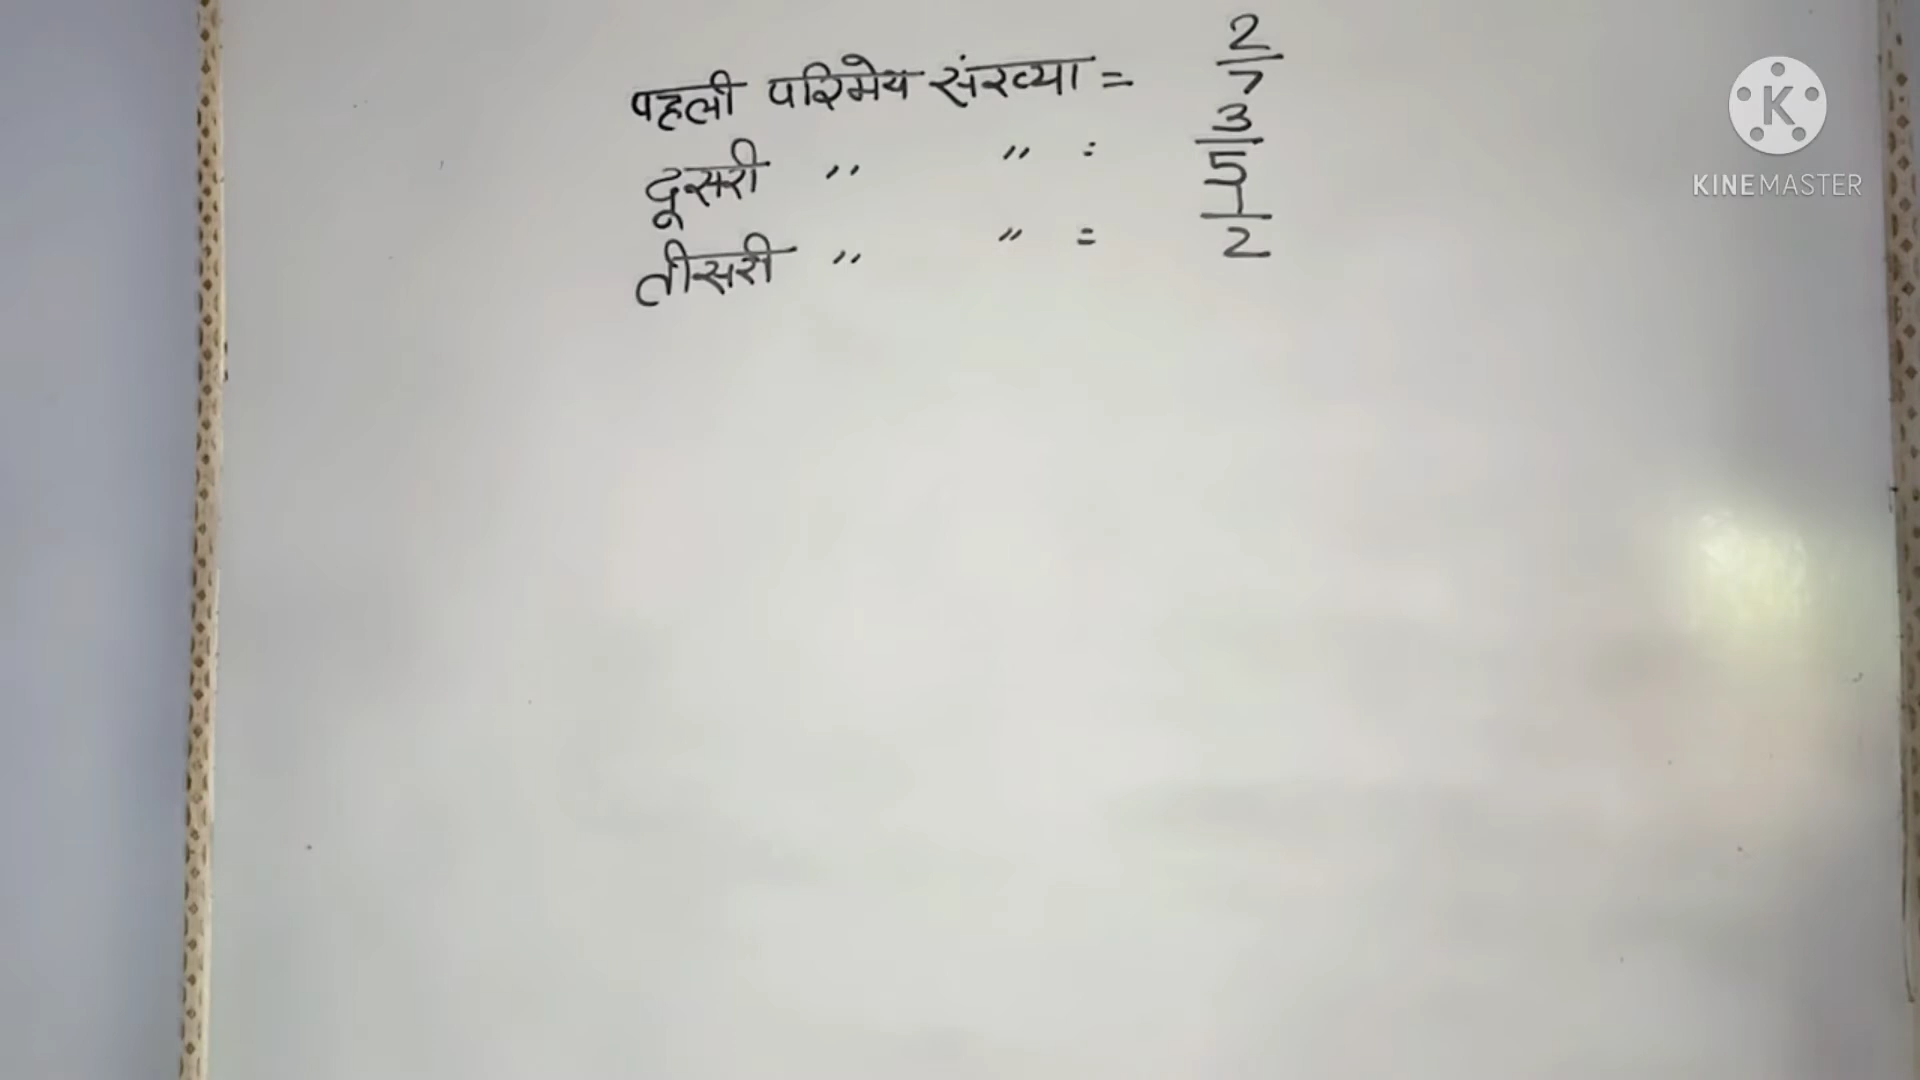 पहली परिमेय संख्या = 2/7
दूसरी " " = 3/5
तीसरी " " = 1/2
K
KINEMASTER